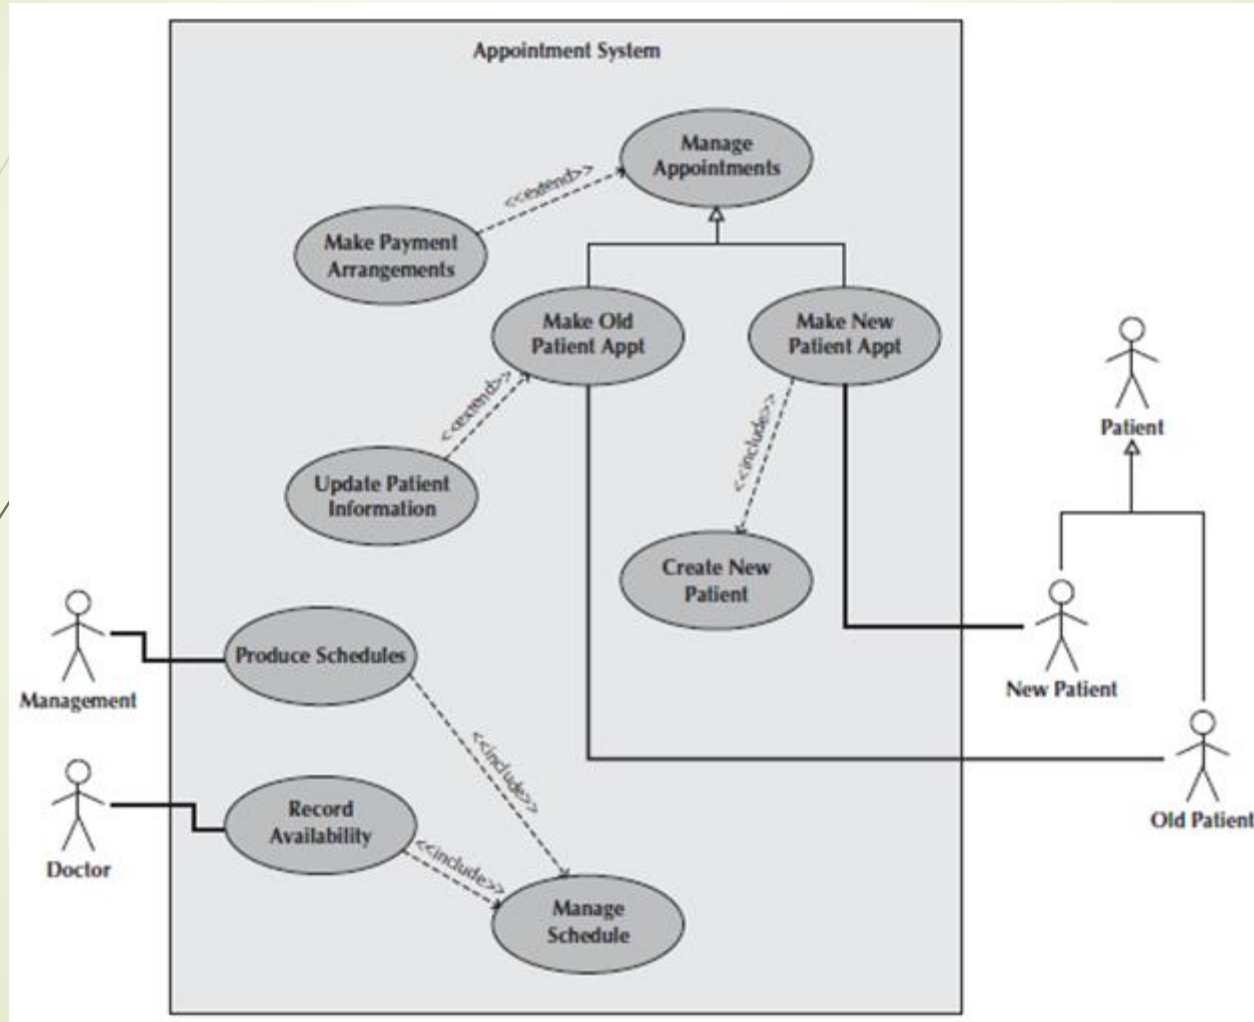 Appointment System
Manage
Appointments
<<extend>>
Make Payment
Arrangements
Make Old
Patient Appt
Make New
Patient Appt
<<extend>>
<<include>>
Patient
Update Patient
Information
Create New
Patient
Management
Produce Schedules
New Patient
<<include>>
Doctor
Record
Availability
<<include>>
Old Patient
Manage
Schedule